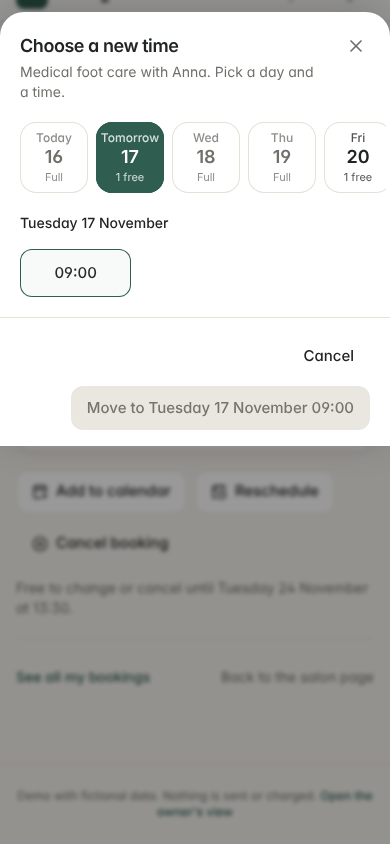 Choose a new time
Medical foot care with Anna. Pick a day and
a time.
Today
16
Full
Tomorrow
17
1 free
Wed
18
Full
Thu
19
Full
Fri
20
1 free
Tuesday 17 November
09:00
Cancel
Move to Tuesday 17 November 09:00
Add to calendar
Reschedule
Cancel booking
Free to change or cancel until Tuesday 24 November
at 13:30.
See all my bookings
Back to the salon page
Demo with fictional data. Nothing is sent or charged. Open the
owner's view